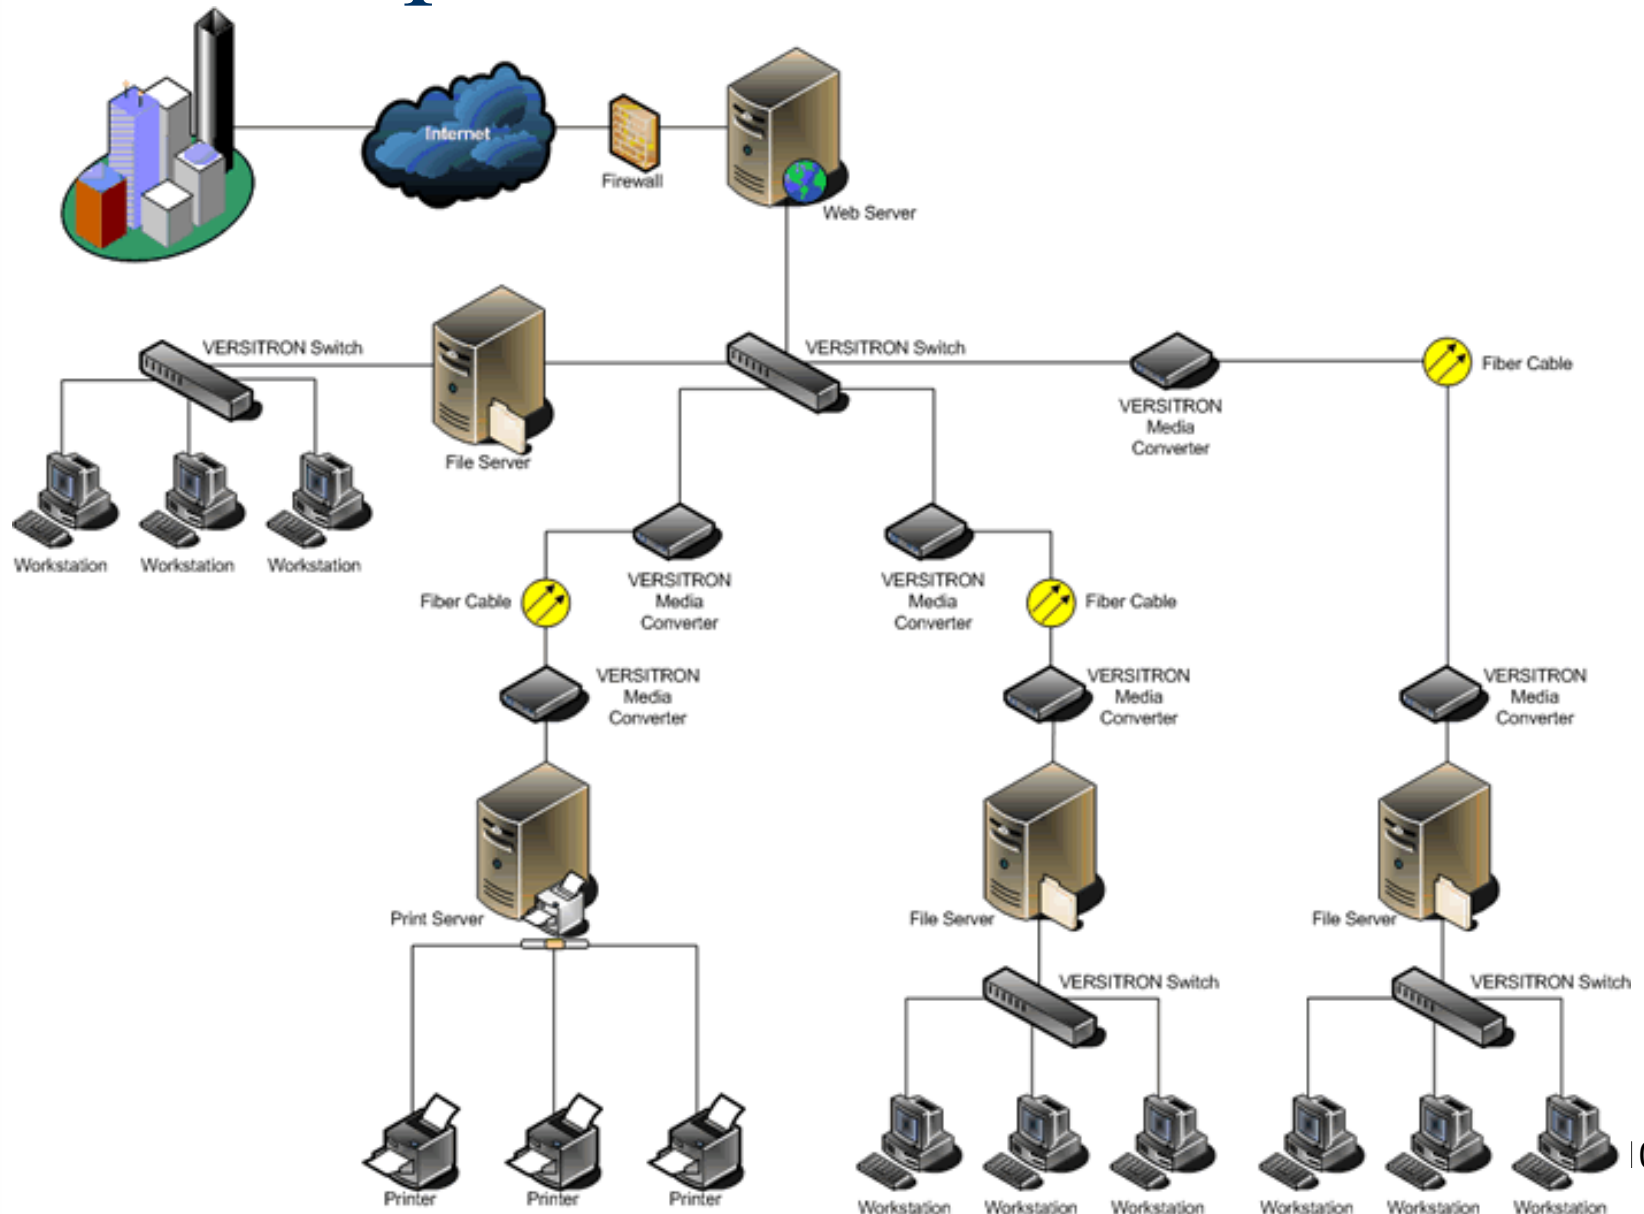 Internet
Firewall
Web Server
VERSITRON Switch
VERSITRON Switch
Fiber Cable
VERSITRON
Media
Converter
File Server
Workstation
Workstation
Workstation
Fiber Cable
VERSITRON
Media
Converter
VERSITRON
Media
Converter
Fiber Cable
VERSITRON
Media
Converter
VERSITRON
Media
Converter
VERSITRON
Media
Converter
Print Server
File Server
File Server
VERSITRON Switch
VERSITRON Switch
Printer
Printer
Printer
Workstation
Workstation
Workstation
Workstation
Workstation
Workstation